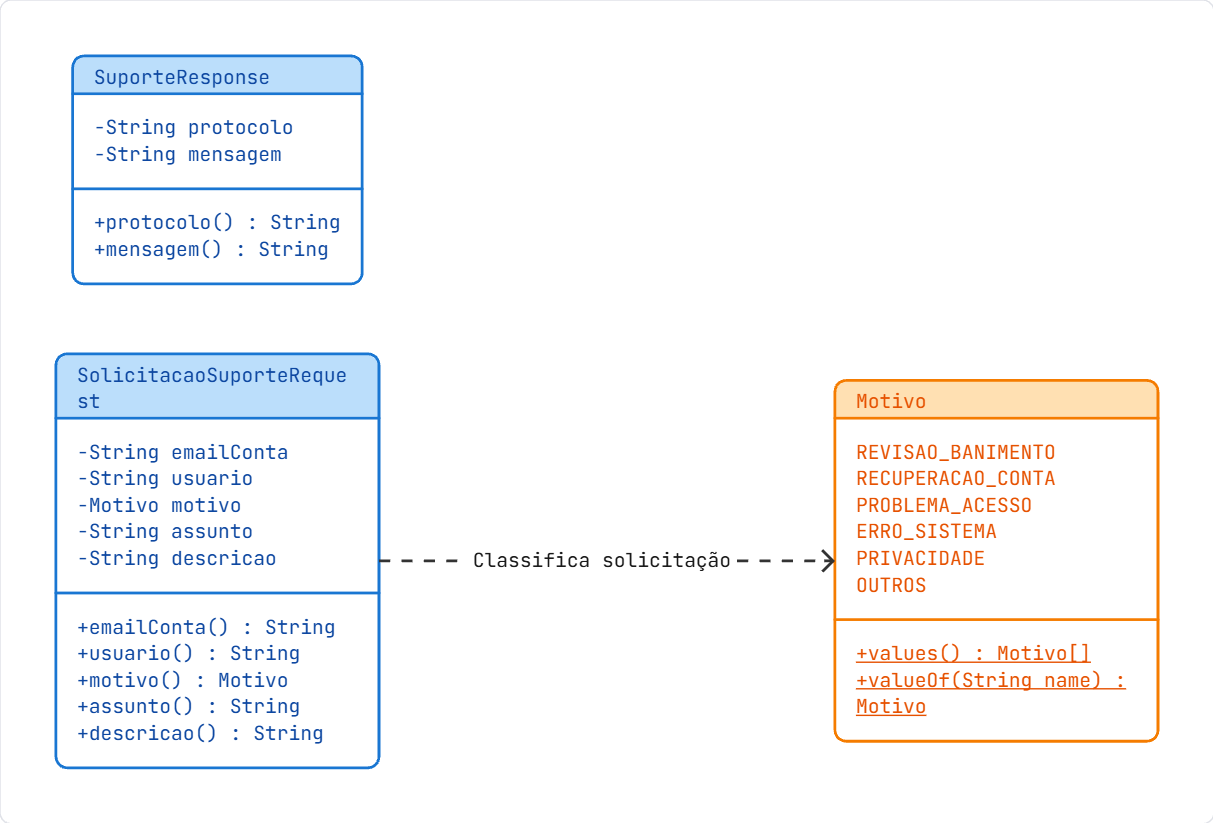 SuporteResponse
-String protocolo
-String mensagem
+protocolo() : String
+mensagem() : String
SolicitacaoSuporteReque
st
-String emailConta
-String usuario
-Motivo motivo
-String assunto
-String descricao
+emailConta() : String
+usuario() : String
+motivo() : Motivo
+assunto() : String
+descricao() : String
Classifica solicitação
Motivo
REVISAO_BANIMENTO
RECUPERACAO_CONTA
PROBLEMA_ACESSO
ERRO_SISTEMA
PRIVACIDADE
OUTROS
+values() : Motivo[]
+valueOf(String name) :
Motivo